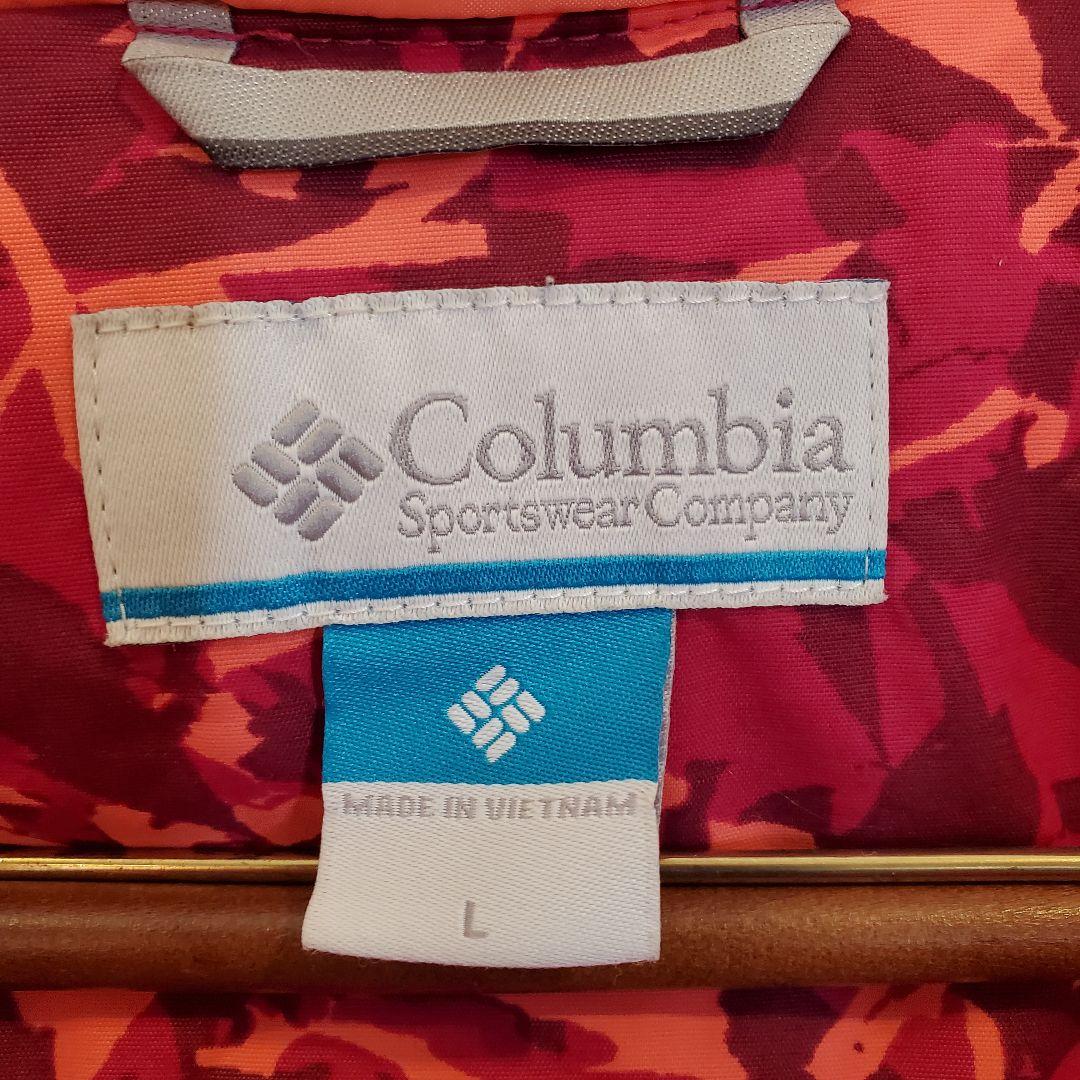 Columbia
Sportswear Company
MADE IN VIETNAM
L